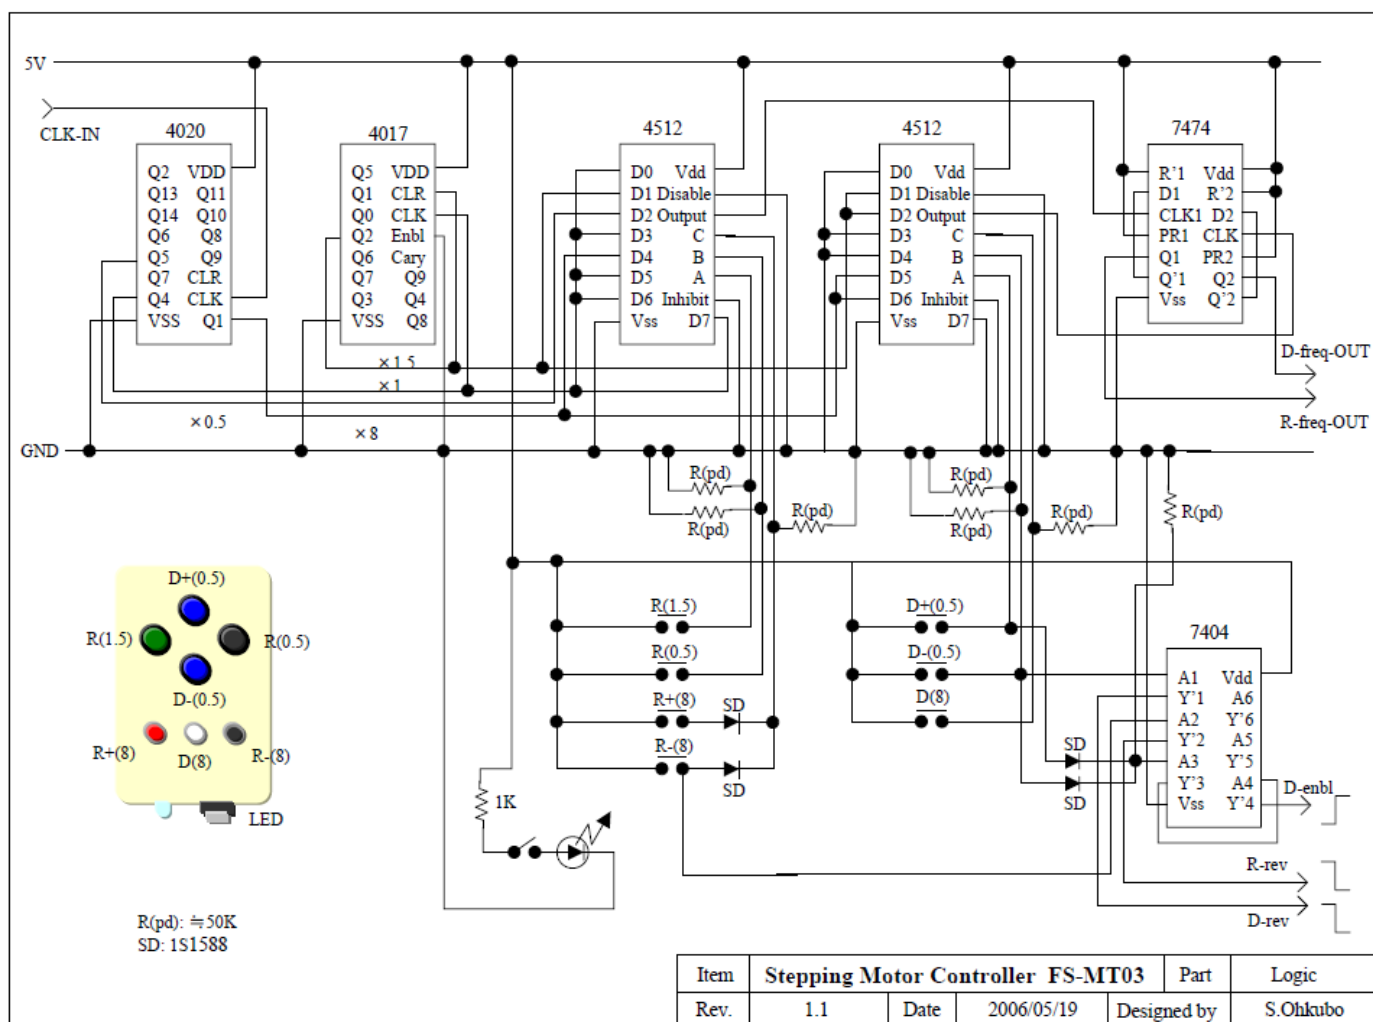 5V
CLK-IN
4020
Q2 VDD
Q13 Q11
Q14 Q10
Q6 Q8
Q5 Q9
Q7 CLR
Q4 CLK
VSS Q1
4017
Q5 VDD
Q1 CLR
Q0 CLK
Q2 Enbl
Q6 Cary
Q7 Q9
Q3 Q4
VSS Q8
4512
D0 Vdd
D1 Disable
D2 Output
D3 C
D4 B
D5 A
D6 Inhibit
Vss D7
4512
D0 Vdd
D1 Disable
D2 Output
D3 C
D4 B
D5 A
D6 Inhibit
Vss D7
7474
R'1 Vdd
D1 R'2
CLK1 D2
PR1 CLK
Q1 PR2
Q'1 Q2
Vss Q'2
D-freq-OUT
R-freq-OUT
×1.5
×1
×0.5
×8
GND
R(pd)
R(pd)
R(pd)
R(pd)
R(pd)
R(pd)
R(pd)
D+(0.5)
R(1.5)
R(0.5)
D-(0.5)
R+(8)
D(8)
R-(8)
LED
R(1.5)
R(0.5)
R+(8)
SD
R-(8)
SD
D+(0.5)
D-(0.5)
D(8)
SD
SD
1K
7404
A1 Vdd
Y'1 A6
A2 Y'6
Y'2 A5
A3 Y'5
Y'3 A4
Vss Y'4
D-enbl
R-rev
D-rev
R(pd): ≒50K
SD: 1S1588
Item Stepping Motor Controller FS-MT03 Part Logic
Rev. 1.1 Date 2006/05/19 Designed by S.Ohkubo